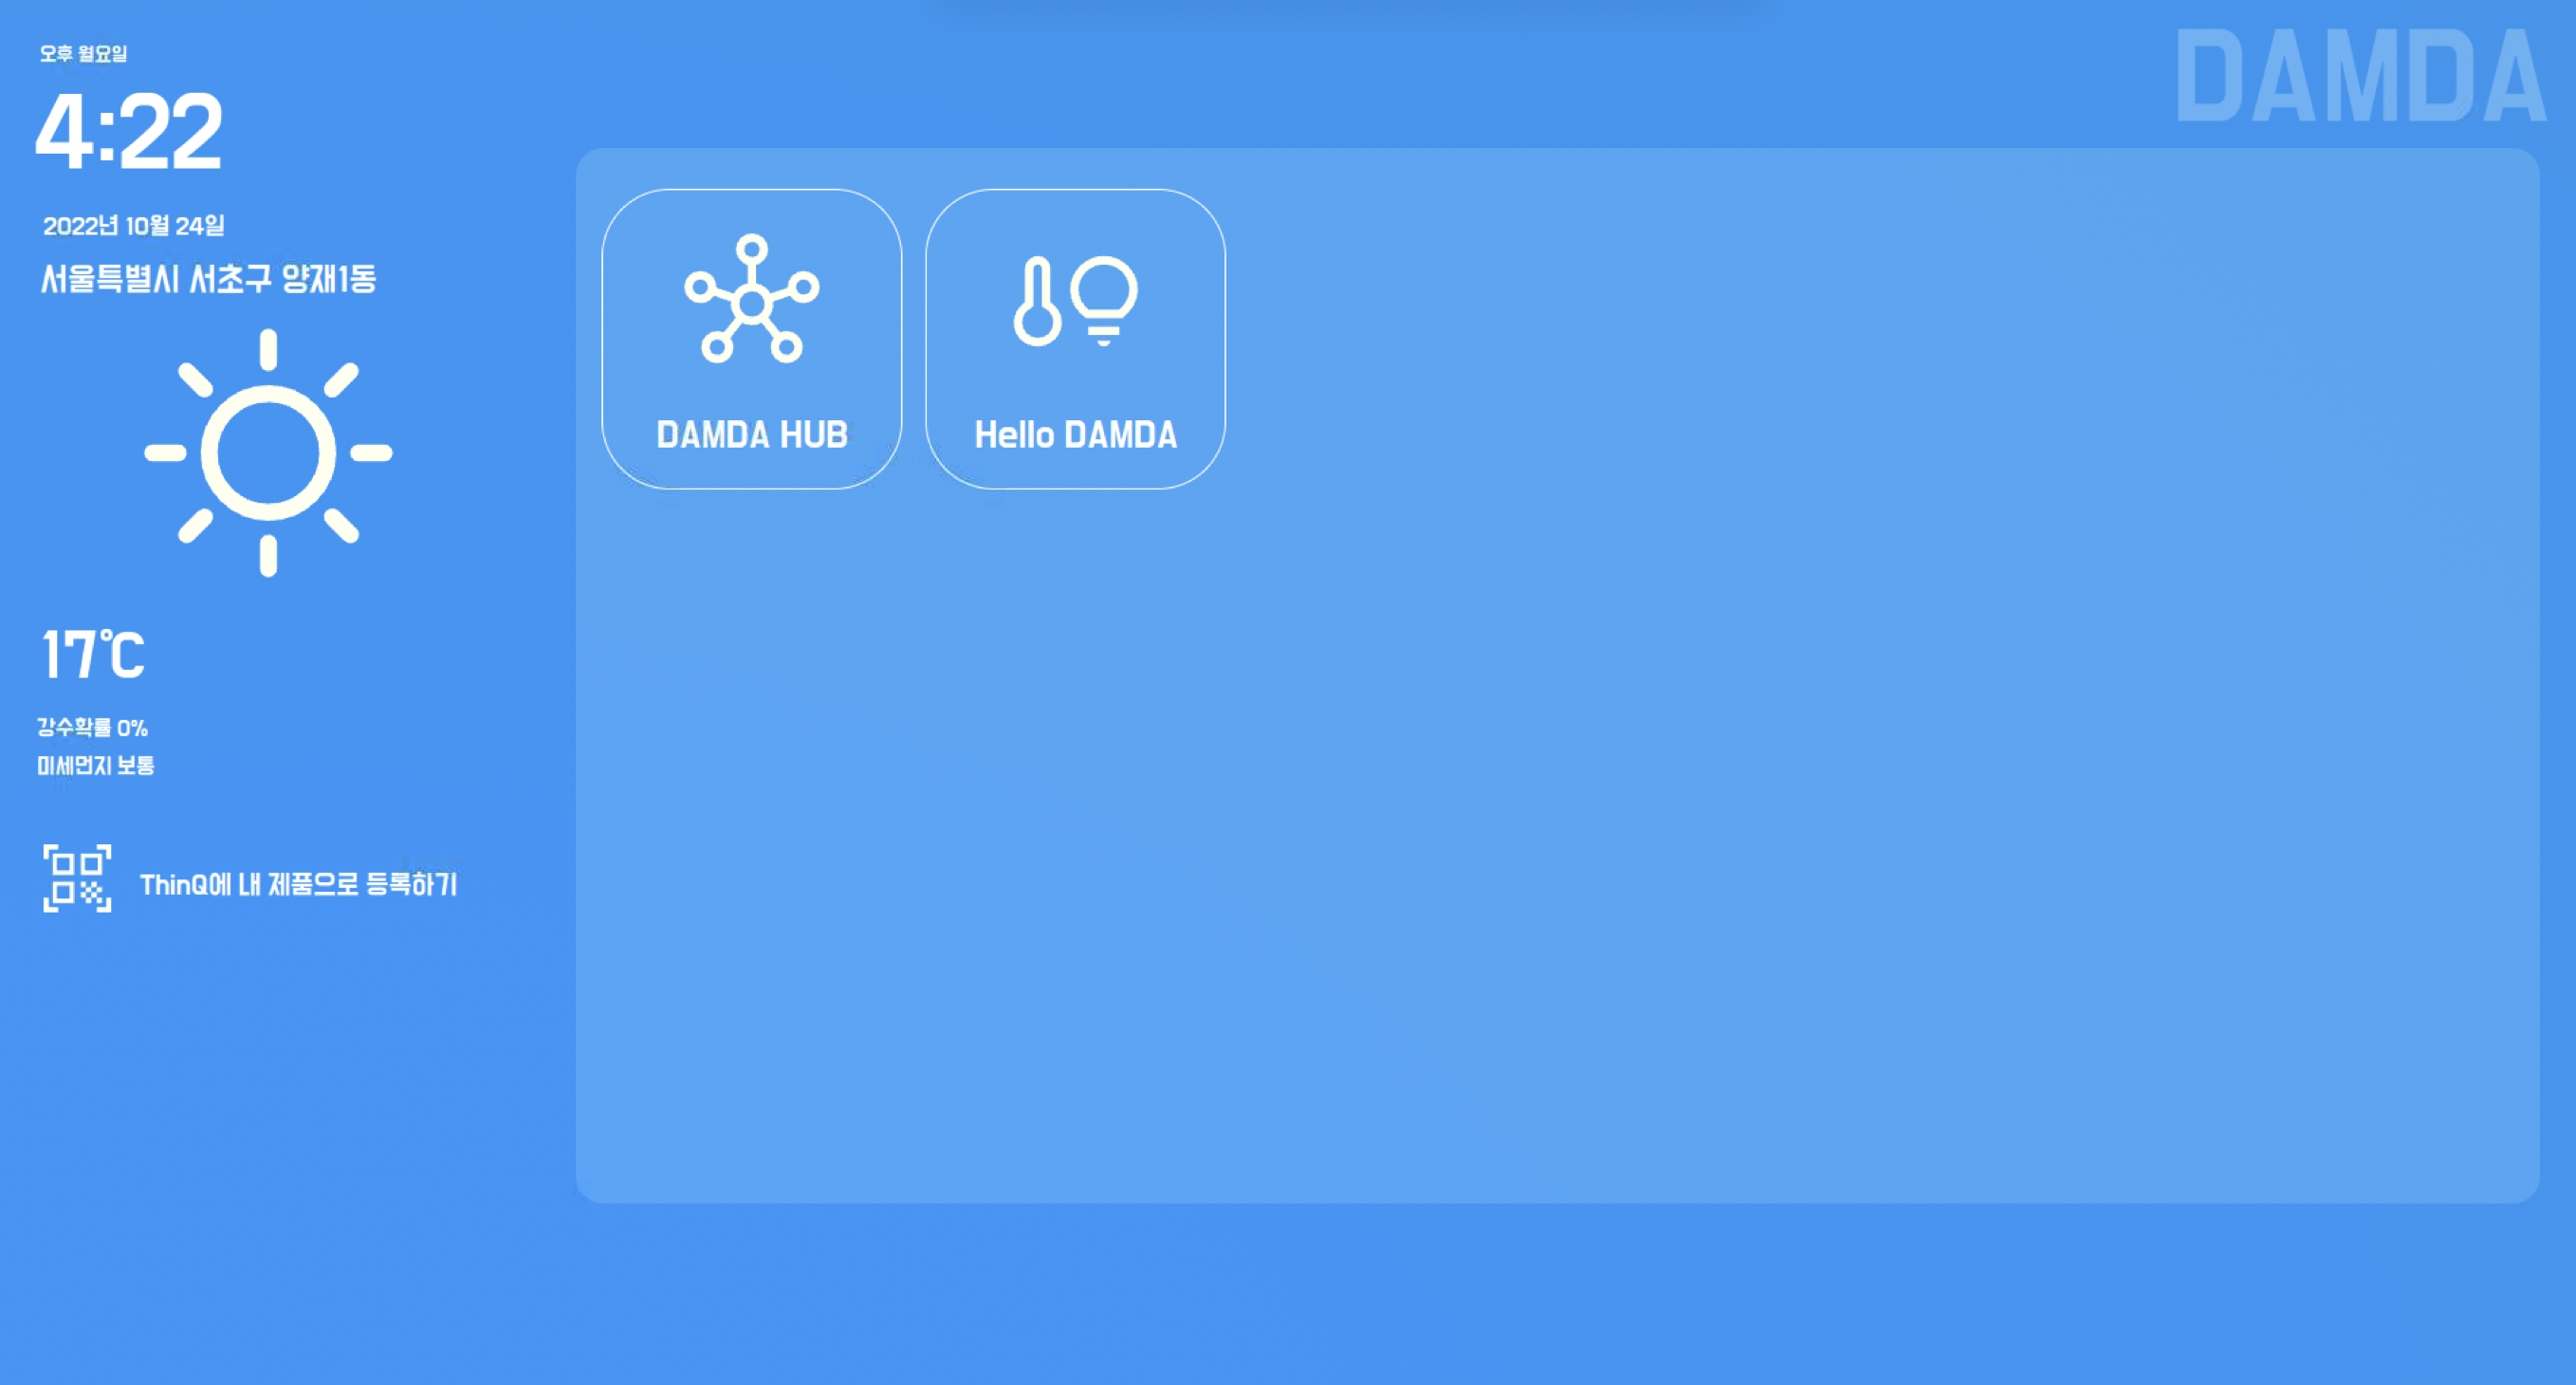 오후 월요일
4:22
2022년 10월 24일
서울특별시 서초구 양재1동
17℃
강수확률 0%
미세먼지 보통
ThinQ에 내 제품으로 등록하기
DAMDA
DAMDA HUB
Hello DAMDA